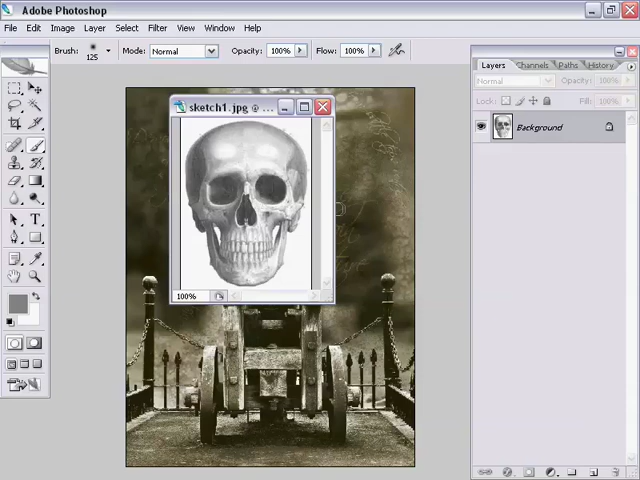 Adobe Photoshop
File Edit Image Layer Select Filter View Window Help
Brush: 125 Mode: Normal Opacity: 100% Flow: 100%
Layers Channels Paths History
Normal Opacity: 100%
Lock: Fill: 100%
Background
sketch1.jpg @ ...
100%
T